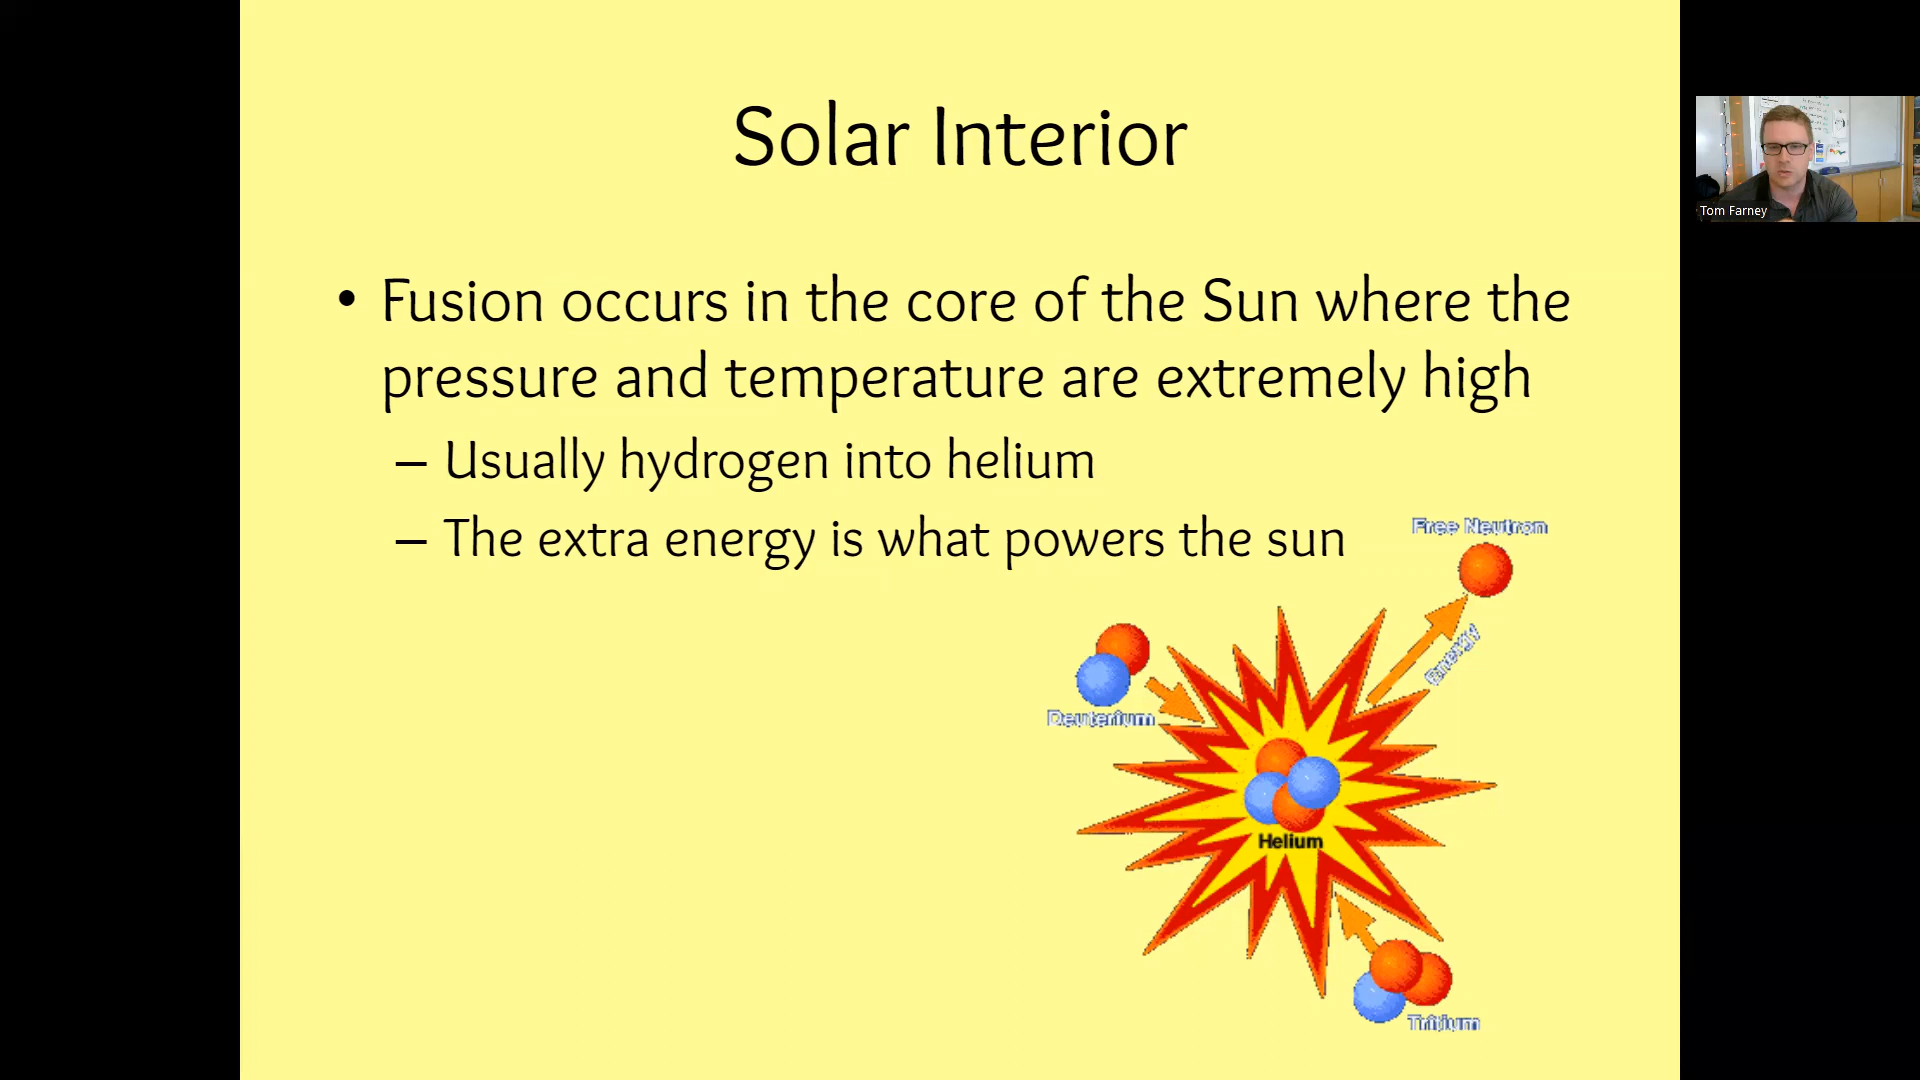 Solar Interior
• Fusion occurs in the core of the Sun where the
pressure and temperature are extremely high
– Usually hydrogen into helium
– The extra energy is what powers the sun
Free Neutron
Energy
Deuterium
Helium
Tritium
Tom Farney